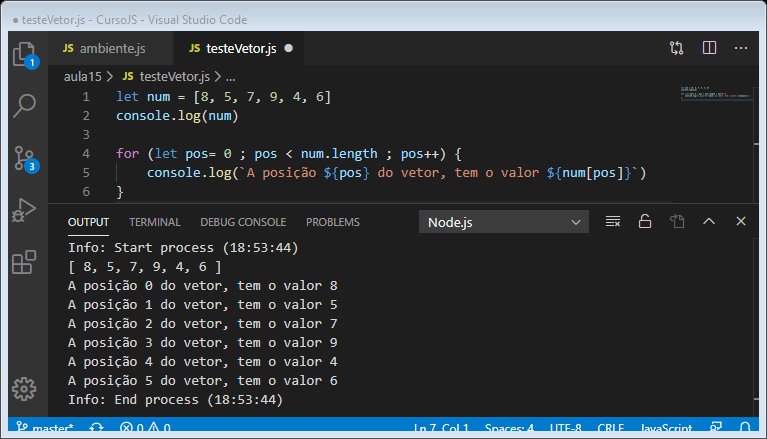 ● testeVetor.js - CursoJS - Visual Studio Code
JS ambiente.js JS testeVetor.js ●
aula15 > JS testeVetor.js > ...
1 let num = [8, 5, 7, 9, 4, 6]
2 console.log(num)
3
4 for (let pos= 0 ; pos < num.length ; pos++) {
5 console.log(`A posição ${pos} do vetor, tem o valor ${num[pos]}`)
6 }
1
3
OUTPUT TERMINAL DEBUG CONSOLE PROBLEMS Node.js
Info: Start process (18:53:44)
[ 8, 5, 7, 9, 4, 6 ]
A posição 0 do vetor, tem o valor 8
A posição 1 do vetor, tem o valor 5
A posição 2 do vetor, tem o valor 7
A posição 3 do vetor, tem o valor 9
A posição 4 do vetor, tem o valor 4
A posição 5 do vetor, tem o valor 6
Info: End process (18:53:44)
master* 0 0 Ln 7, Col 1 Spaces: 4 UTF-8 CRLF JavaScript